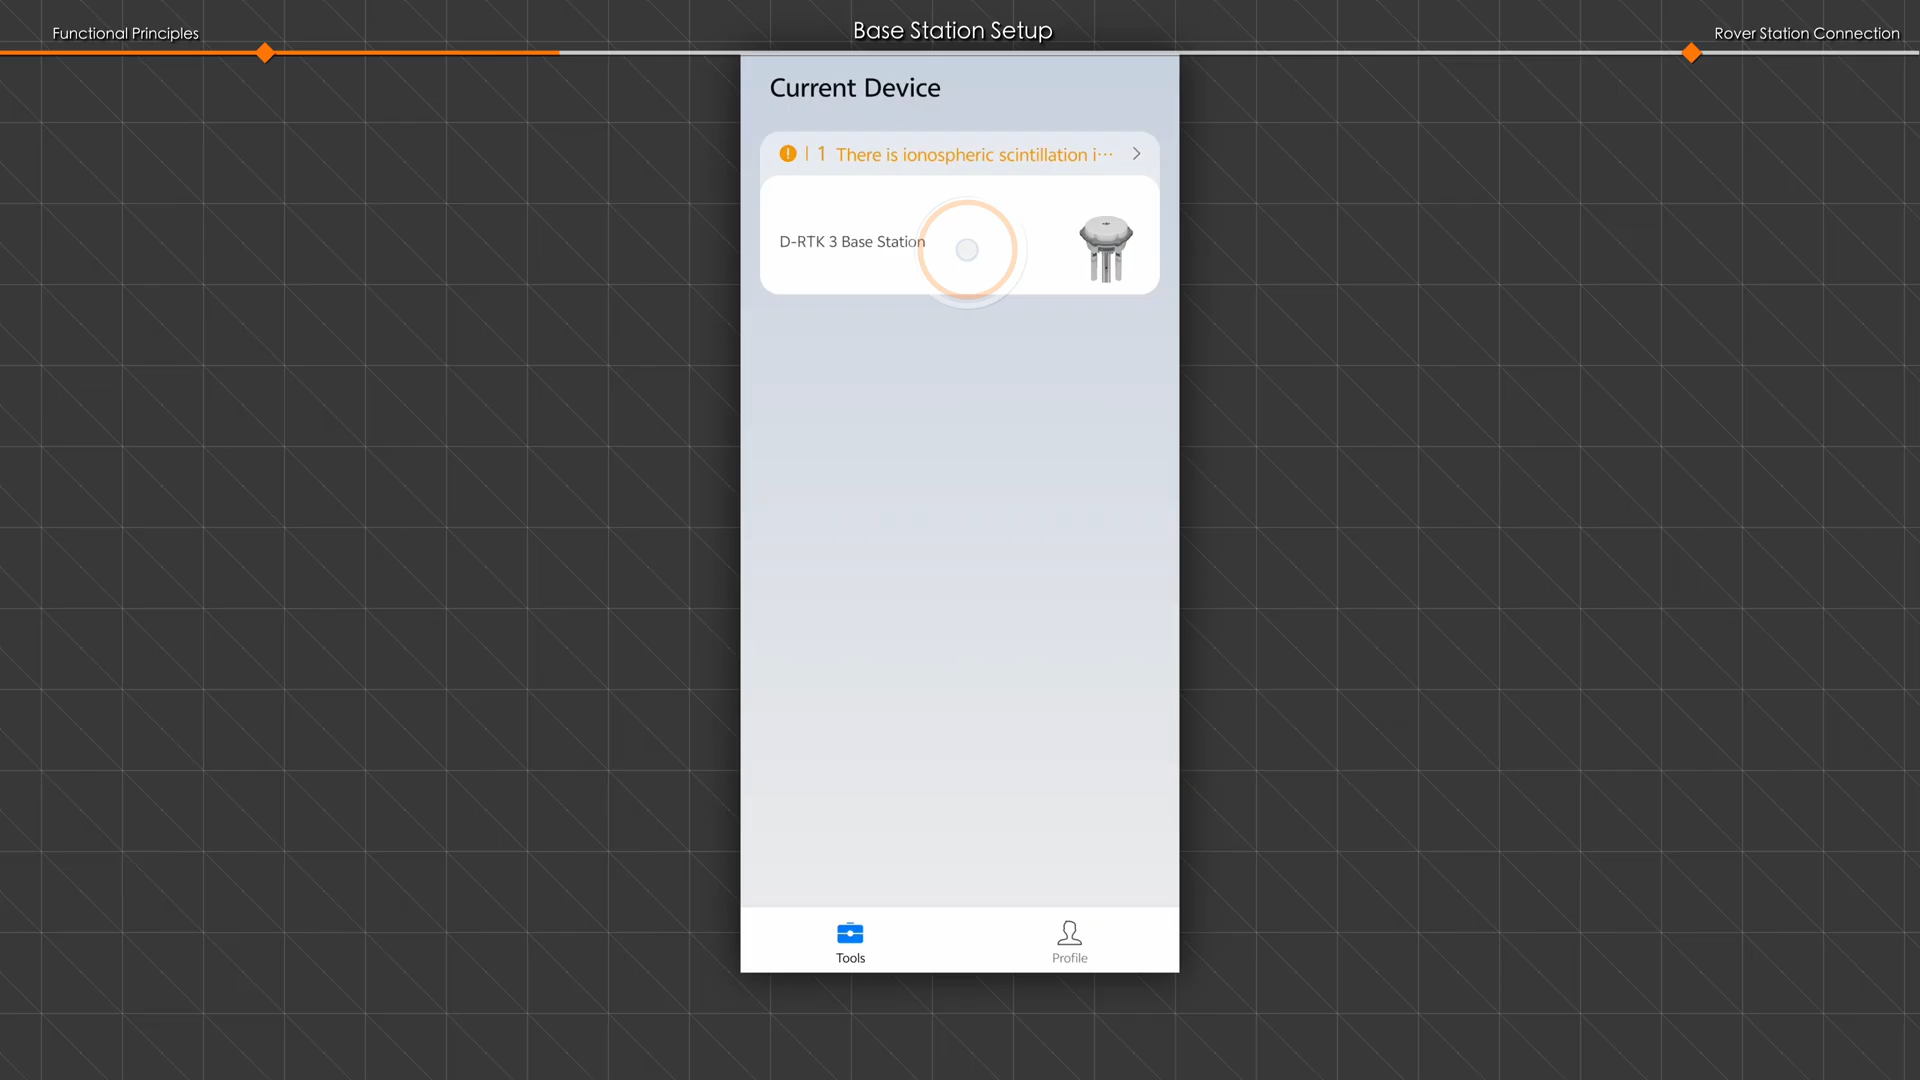 Functional Principles
Base Station Setup
Rover Station Connection
Current Device
1 There is ionospheric scintillation i···
D-RTK 3 Base Station
Tools
Profile